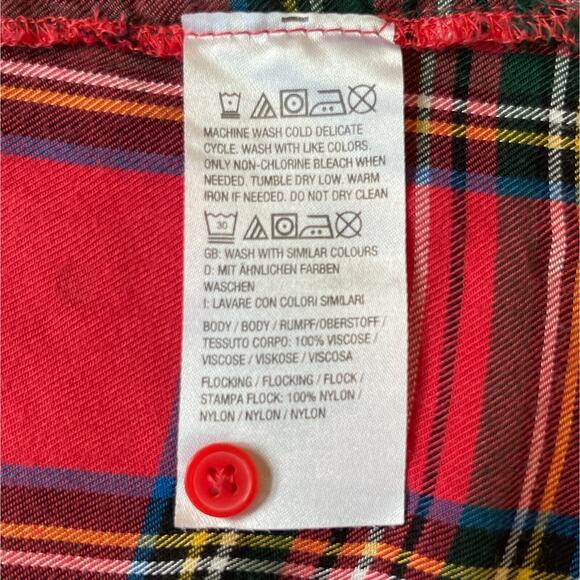 MACHINE WASH COLD DELICATE
CYCLE. WASH WITH LIKE COLORS.
ONLY NON-CHLORINE BLEACH WHEN
NEEDED. TUMBLE DRY LOW. WARM
IRON IF NEEDED. DO NOT DRY CLEAN
30
GB: WASH WITH SIMILAR COLOURS
D: MIT ÄHNLICHEN FARBEN
WASCHEN
I: LAVARE CON COLORI SIMILARI
BODY / BODY / RUMPF/OBERSTOFF /
TESSUTO CORPO: 100% VISCOSE /
VISCOSE / VISKOSE / VISCOSA
FLOCKING / FLOCKING / FLOCK /
STAMPA FLOCK: 100% NYLON /
NYLON / NYLON / NYLON